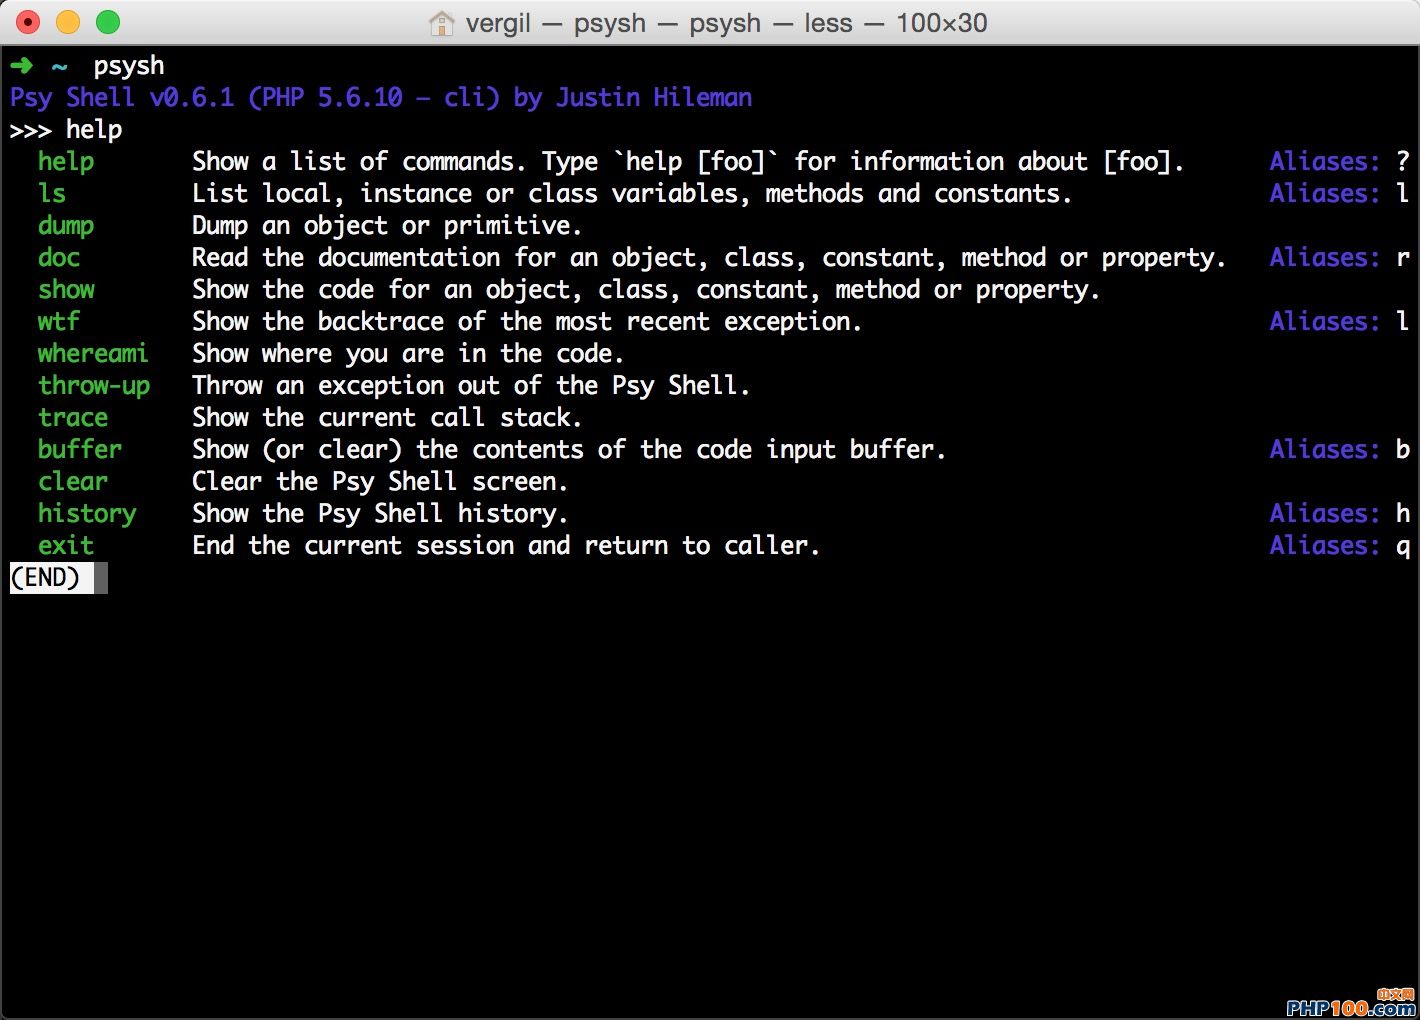 vergil — psysh — psysh — less — 100×30
➜ ~ psysh
Psy Shell v0.6.1 (PHP 5.6.10 — cli) by Justin Hileman
>>> help
help Show a list of commands. Type `help [foo]` for information about [foo]. Aliases: ?
ls List local, instance or class variables, methods and constants. Aliases: l
dump Dump an object or primitive.
doc Read the documentation for an object, class, constant, method or property. Aliases: r
show Show the code for an object, class, constant, method or property.
wtf Show the backtrace of the most recent exception. Aliases: l
whereami Show where you are in the code.
throw-up Throw an exception out of the Psy Shell.
trace Show the current call stack.
buffer Show (or clear) the contents of the code input buffer. Aliases: b
clear Clear the Psy Shell screen.
history Show the Psy Shell history. Aliases: h
exit End the current session and return to caller. Aliases: q
(END)
中文网
PHP100.com